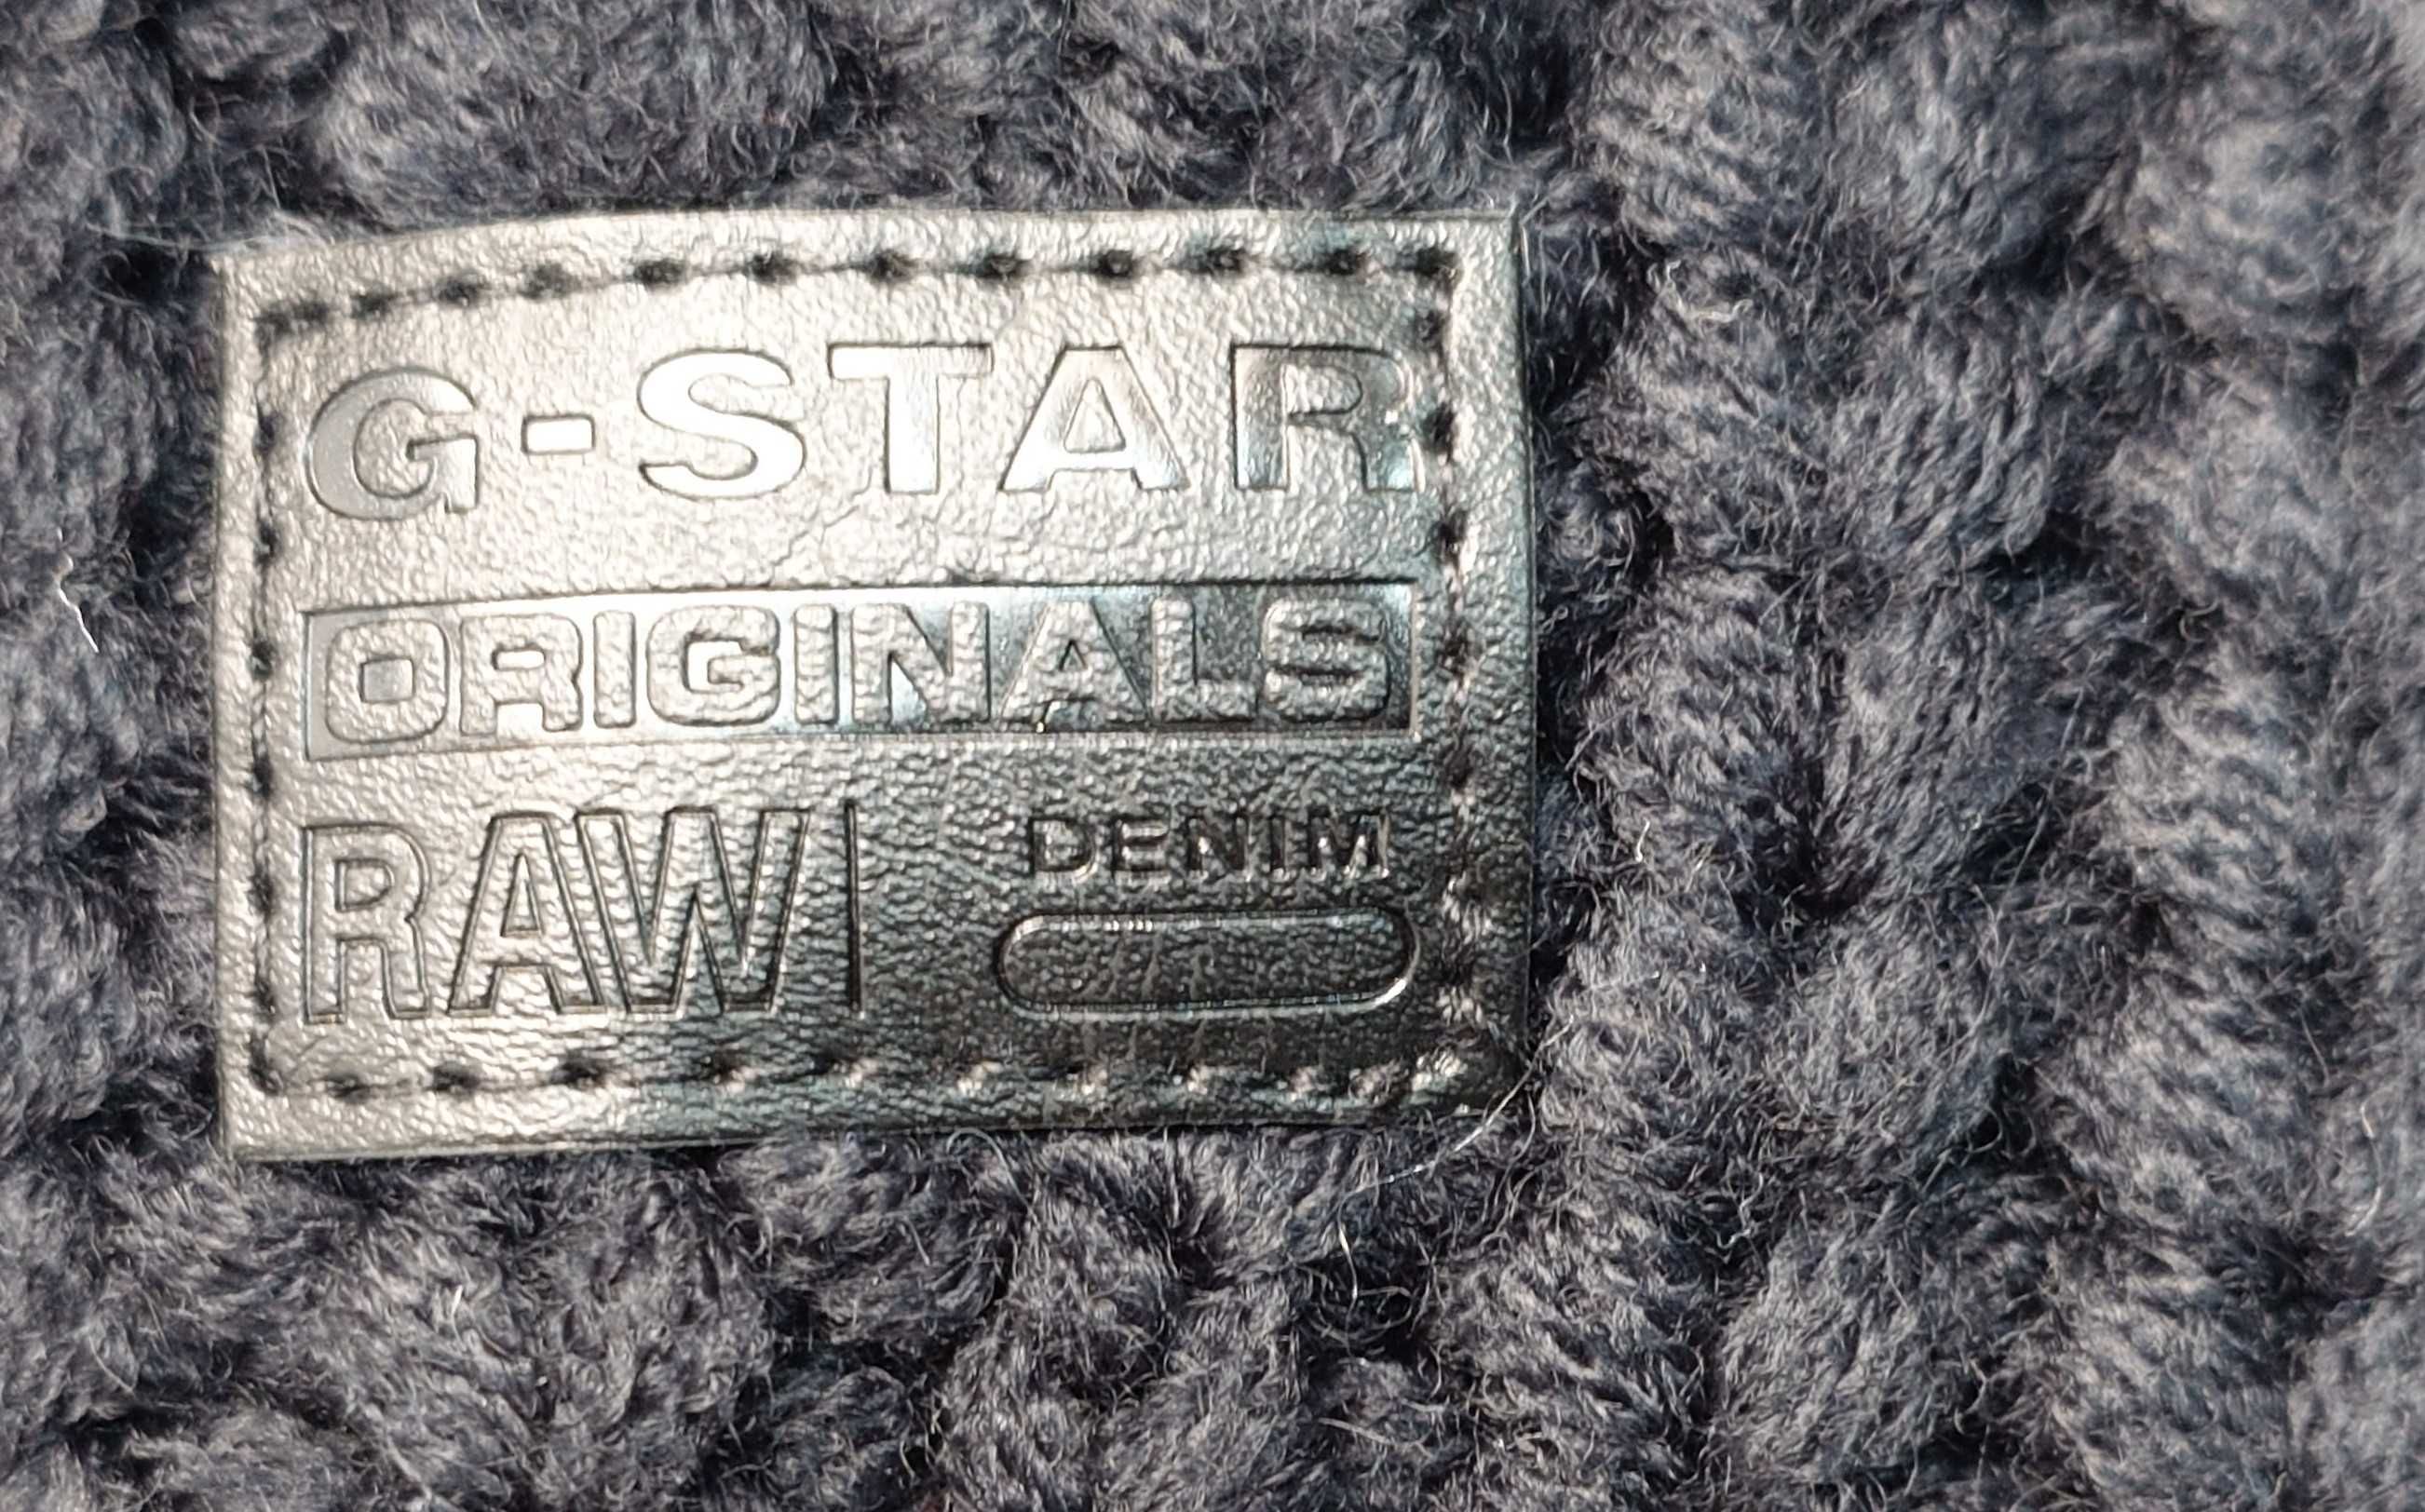 G-STAR
ORIGINALS
RAW DENIM